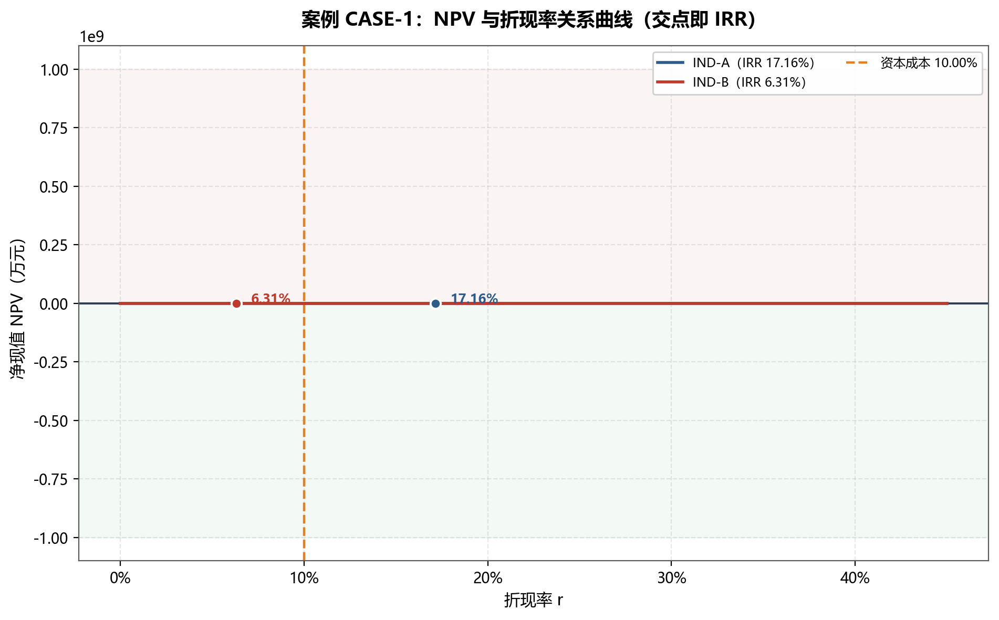 案例 CASE-1：NPV 与折现率关系曲线（交点即 IRR）
1e9
IND-A（IRR 17.16%）
IND-B（IRR 6.31%）
资本成本 10.00%
1.00
0.75
0.50
0.25
0.00
-0.25
-0.50
-0.75
-1.00
净现值 NPV（万元）
6.31%
17.16%
0%
10%
20%
30%
40%
折现率 r